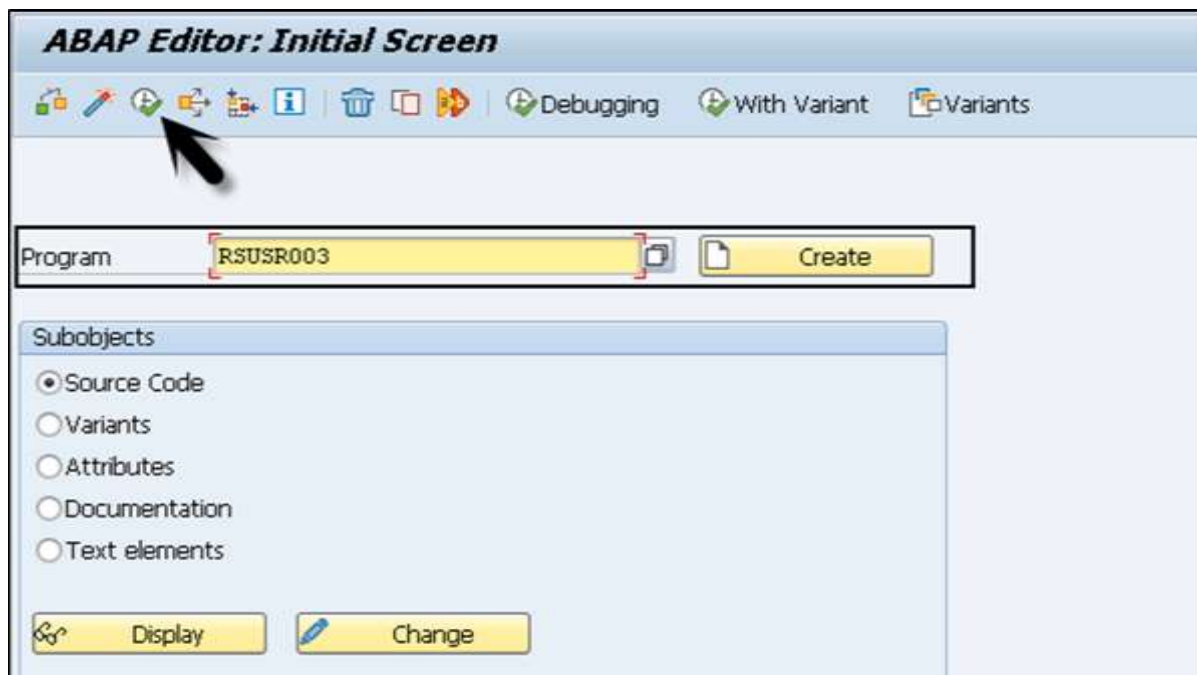 ABAP Editor: Initial Screen
Debugging With Variant Variants
Program RSUSR003 Create
Subobjects
Source Code
Variants
Attributes
Documentation
Text elements
Display Change